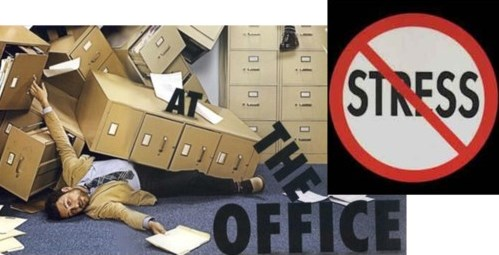 STRESS
AT
THE
OFFICE